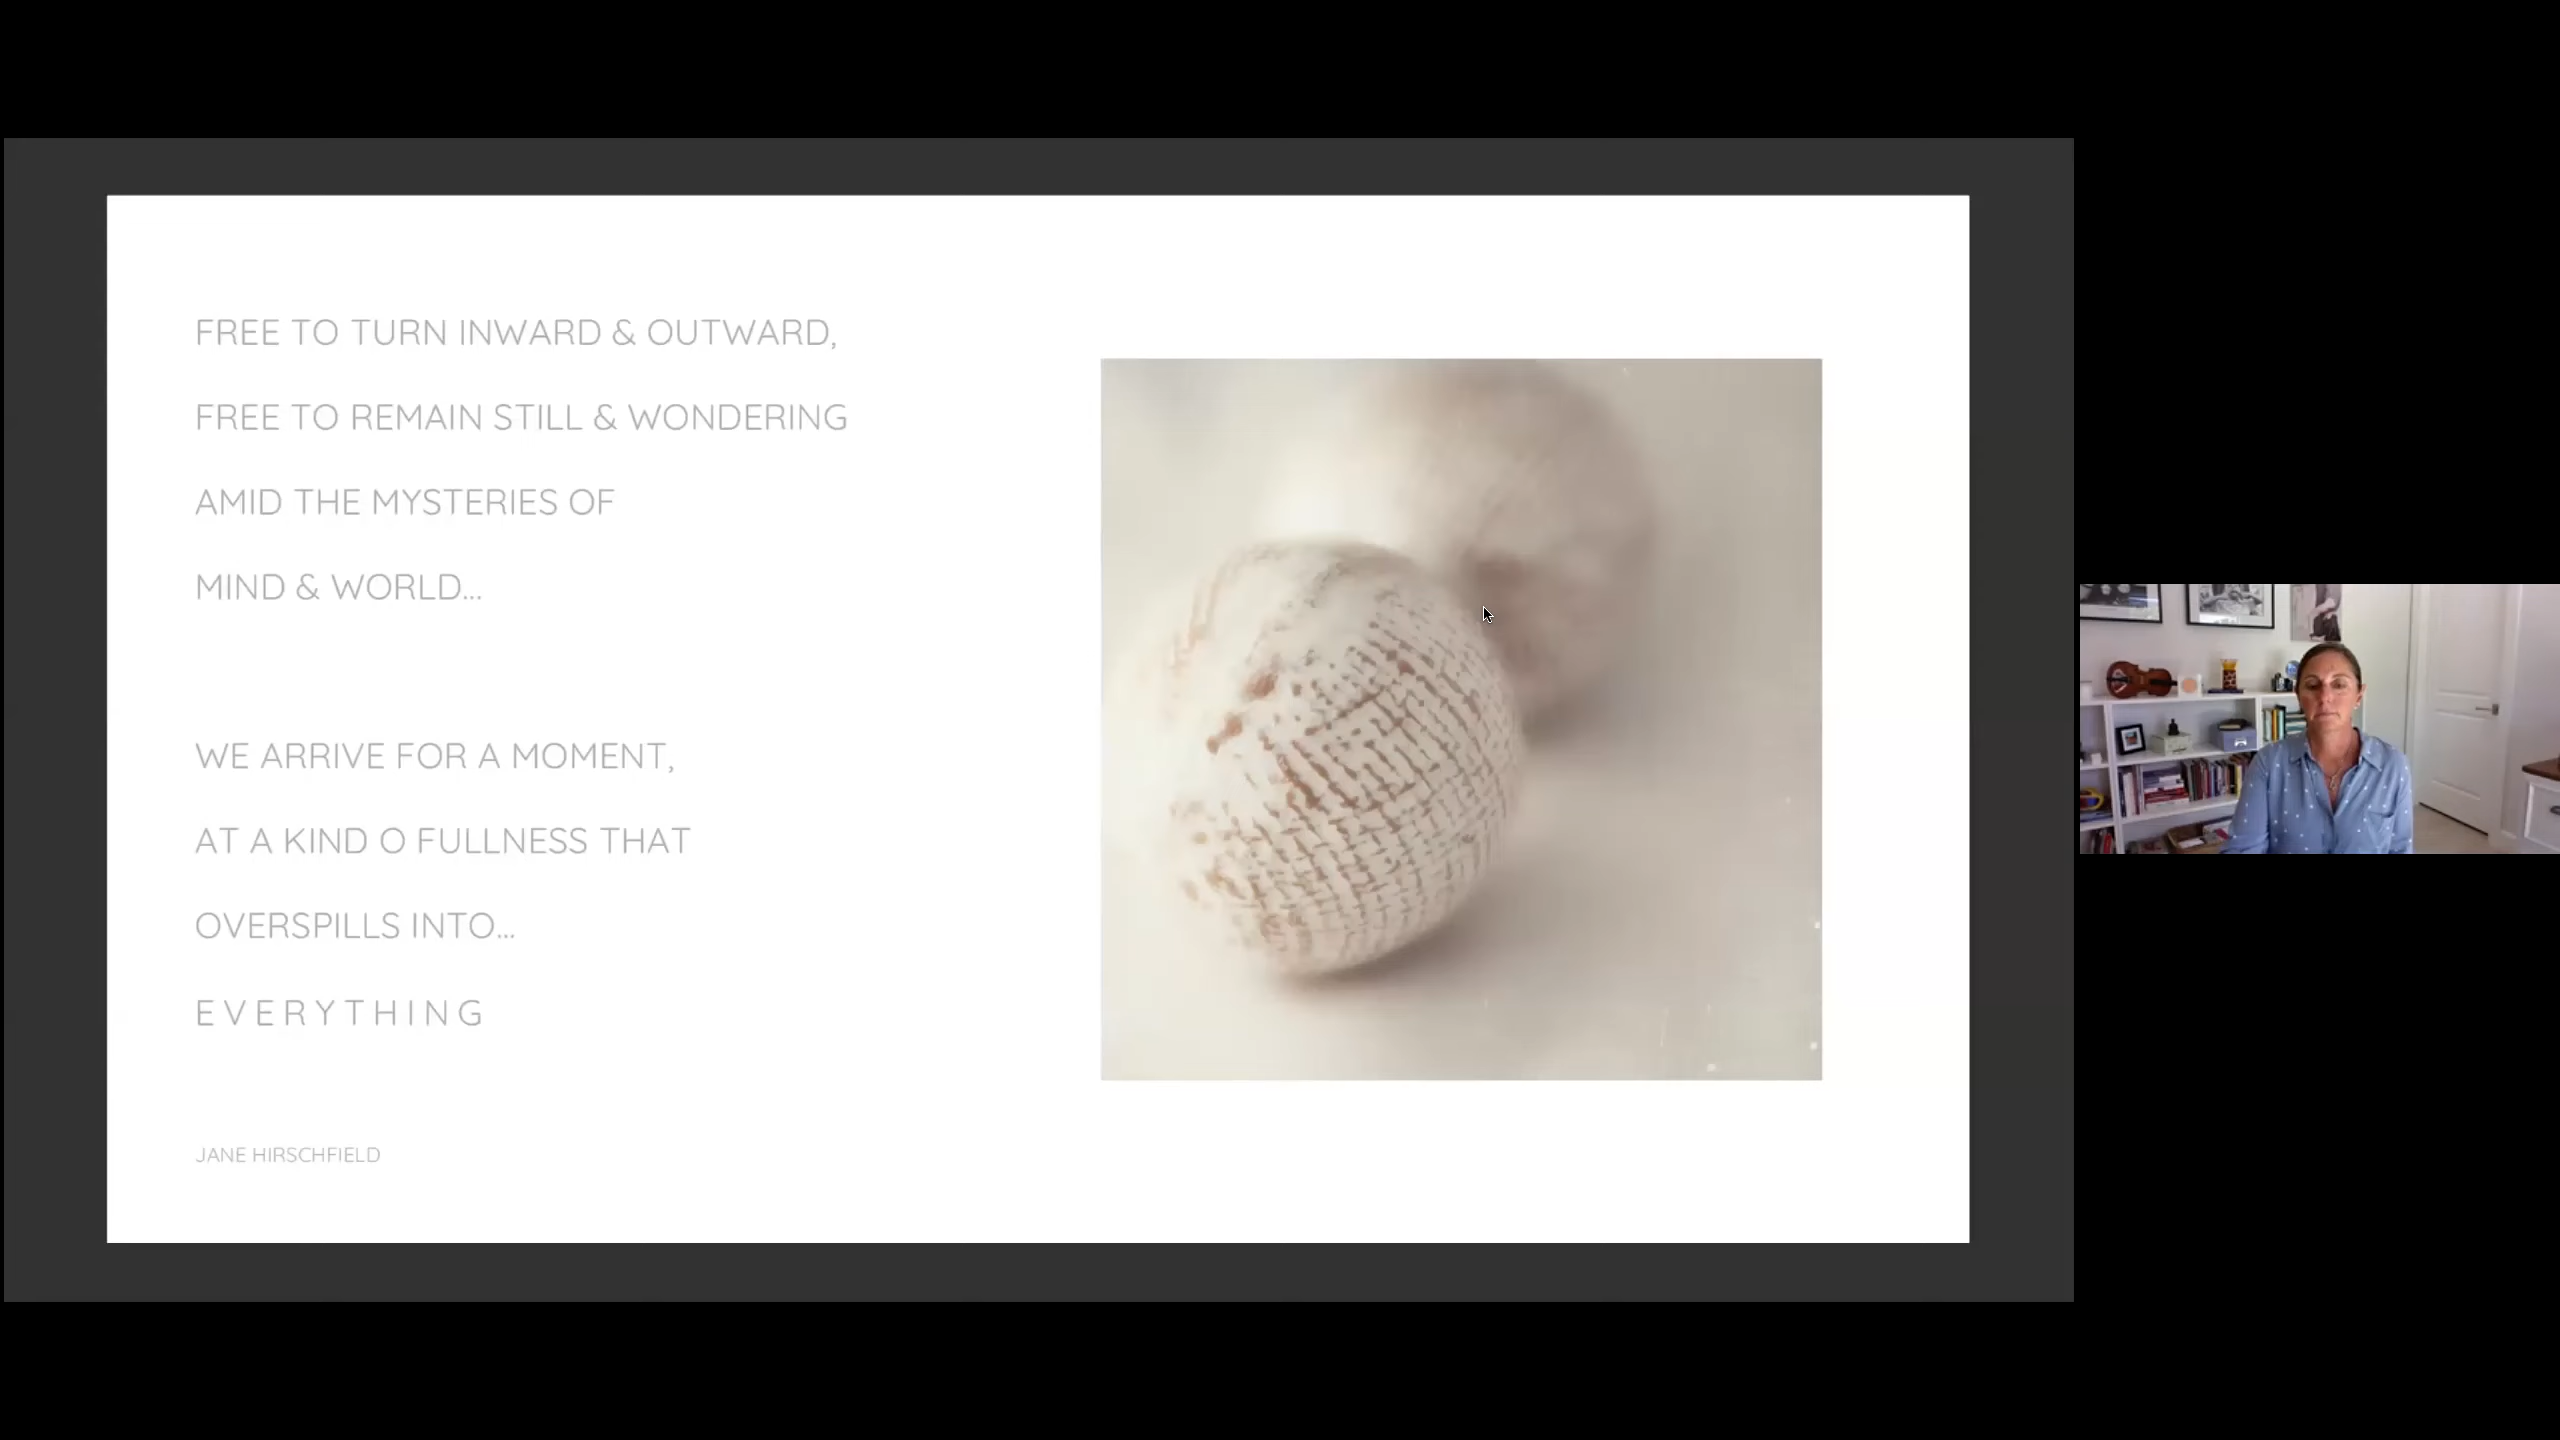 FREE TO TURN INWARD & OUTWARD,
FREE TO REMAIN STILL & WONDERING
AMID THE MYSTERIES OF
MIND & WORLD...
WE ARRIVE FOR A MOMENT,
AT A KIND O FULLNESS THAT
OVERSPILLS INTO...
EVERYTHING
JANE HIRSCHFIELD